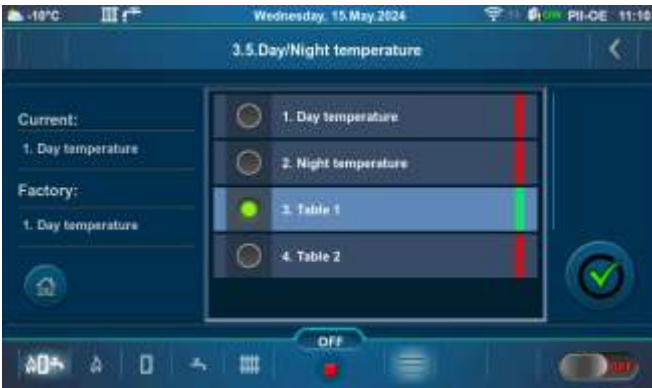 -10°C Wednesday, 15.May.2024 PII-OE 11:10
3.5.Day/Night temperature
Current:
1. Day temperature
Factory:
1. Day temperature
1. Day temperature
2. Night temperature
3. Table 1
4. Table 2
OFF
OFF